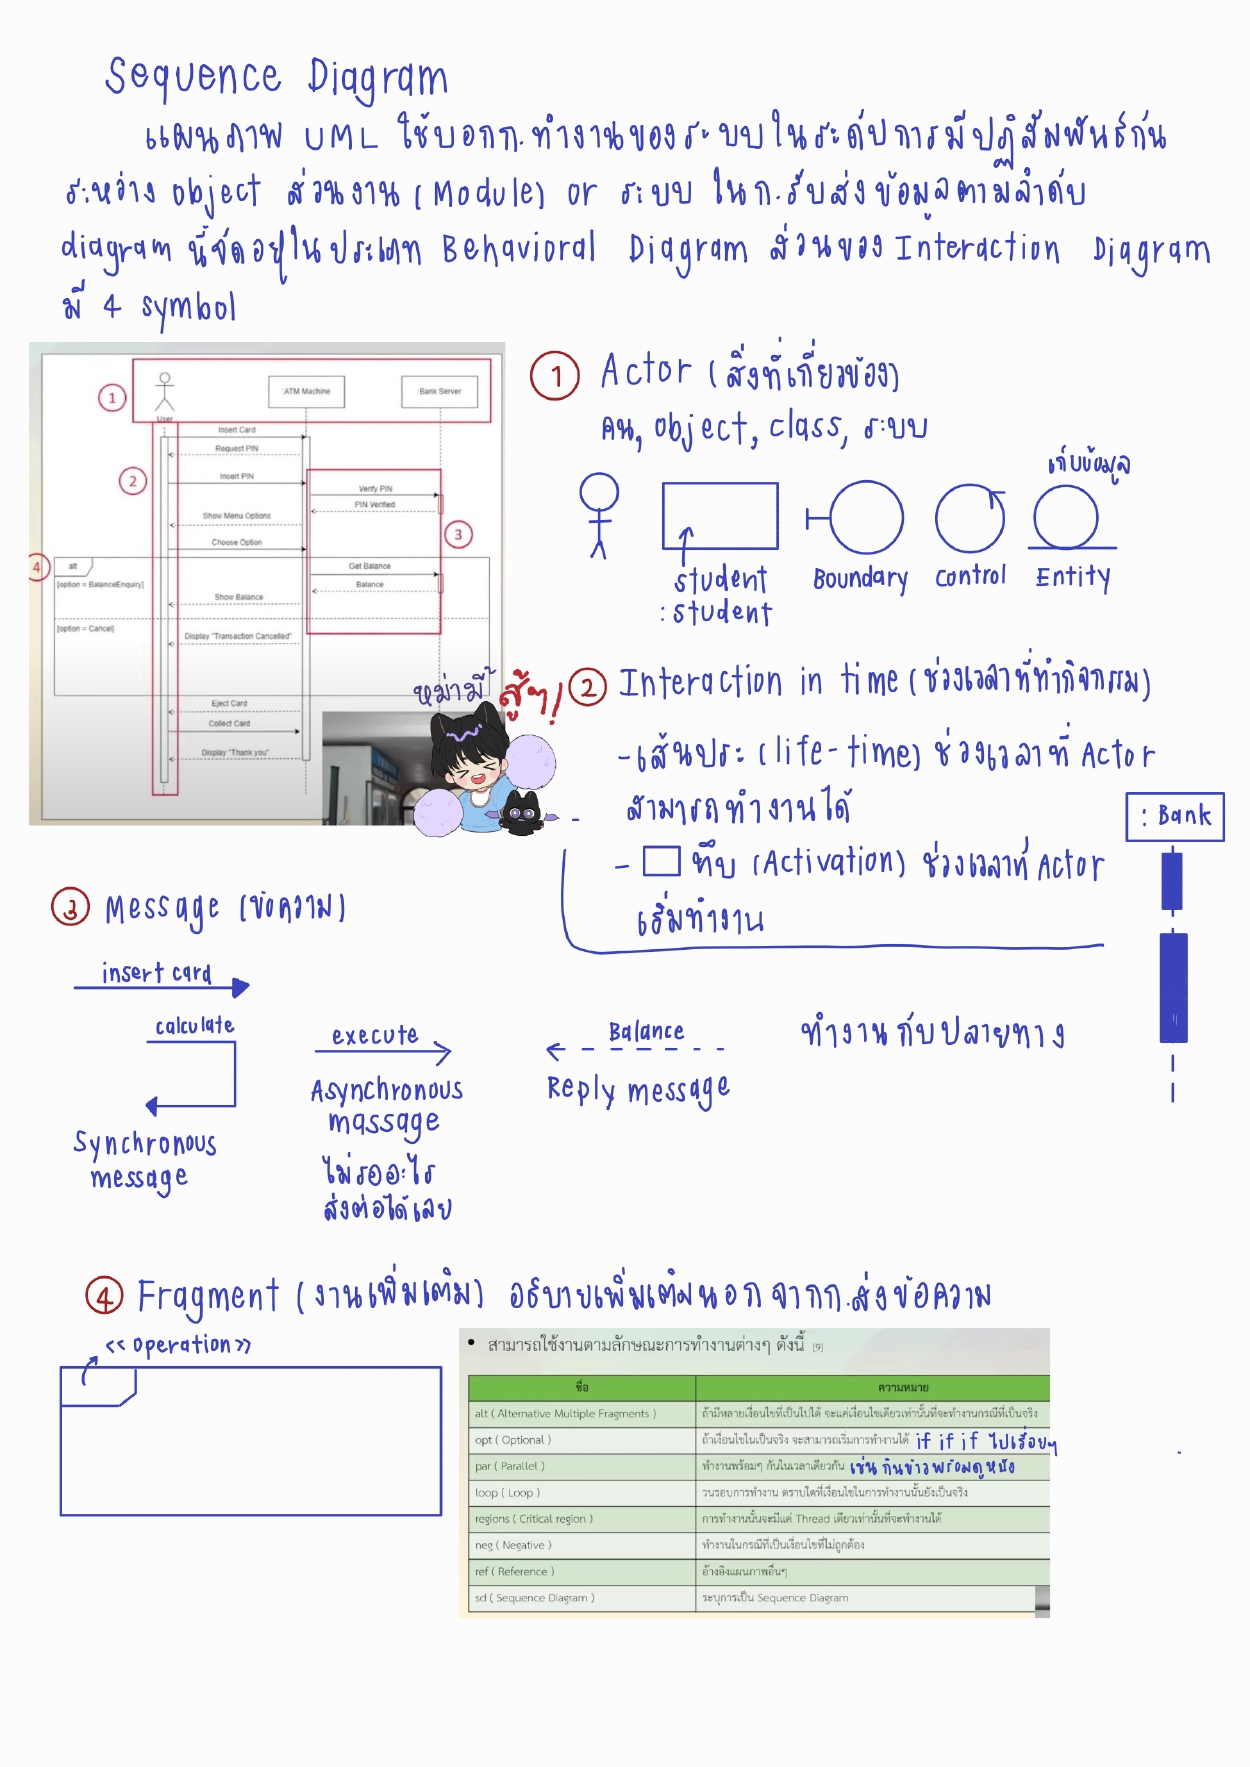 Sequence Diagram
แผนภาพ UML ใช้บอกก.ทำงานของระบบในระดับการมีปฏิสัมพันธ์กัน
ระหว่าง object ส่วนงาน (Module) or ระบบ ในก.รับส่งข้อมูลตามลำดับ
diagram นี้จัดอยู่ในประเภท Behavioral Diagram ส่วนของ Interaction Diagram
มี 4 symbol
1
User
:ATM Machine
:Bank Server
Insert Card
Request PIN
2
Insert PIN
Verify PIN
PIN Verified
Show Menu Options
3
Choose Option
4
alt
Get Balance
[option = BalanceEnquiry]
Balance
Show Balance
[option = Cancel]
Display "Transaction Cancelled"
Eject Card
Collect Card
Display "Thank you"
หม่ามี้
สู้ๆ!
1 Actor (สิ่งที่เกี่ยวข้อง)
คน, object, class, ระบบ
เก็บข้อมูล
student
: student
Boundary
control
Entity
2 Interaction in time (ช่วงเวลาที่ทำกิจกรรม)
- เส้นประ (life-time) ช่วงเวลาที่ Actor
สามารถทำงานได้
- ทึบ (Activation) ช่วงเวลาที่ Actor
เริ่มทำงาน
: Bank
3 Message (ข้อความ)
insert card
calculate
Synchronous
message
execute
Asynchronous
massage
ไม่รออะไร
ส่งต่อได้เลย
Balance
Reply message
ทำงานกับปลายทาง
4 Fragment (งานเพิ่มเติม) อธิบายเพิ่มเติมนอกจากก.ส่งข้อความ
<< operation >>
• สามารถใช้งานตามลักษณะการทำงานต่างๆ ดังนี้ [9]
ชื่อ ความหมาย
alt ( Alternative Multiple Fragments ) ถ้ามีหลายเงื่อนไขที่เป็นไปได้ จะแค่เงื่อนไขเดียวเท่านั้นที่จะทำงานกรณีที่เป็นจริง
opt ( Optional ) ถ้าเงื่อนไขในเป็นจริง จะสามารถเริ่มการทำงานได้ if if if ไปเรื่อยๆ
par ( Parallel ) ทำงานพร้อมๆ กันในเวลาเดียวกัน เช่น กินข้าวพร้อมดูหนัง
loop ( Loop ) วนรอบการทำงาน ตราบใดที่เงื่อนไขในการทำงานนั้นยังเป็นจริง
regions ( Critical region ) การทำงานนั้นจะมีแค่ Thread เดียวเท่านั้นที่จะทำงานได้
neg ( Negative ) ทำงานในกรณีที่เป็นเงื่อนไขที่ไม่ถูกต้อง
ref ( Reference ) อ้างอิงแผนภาพอื่นๆ
sd ( Sequence Diagram ) ระบุการเป็น Sequence Diagram